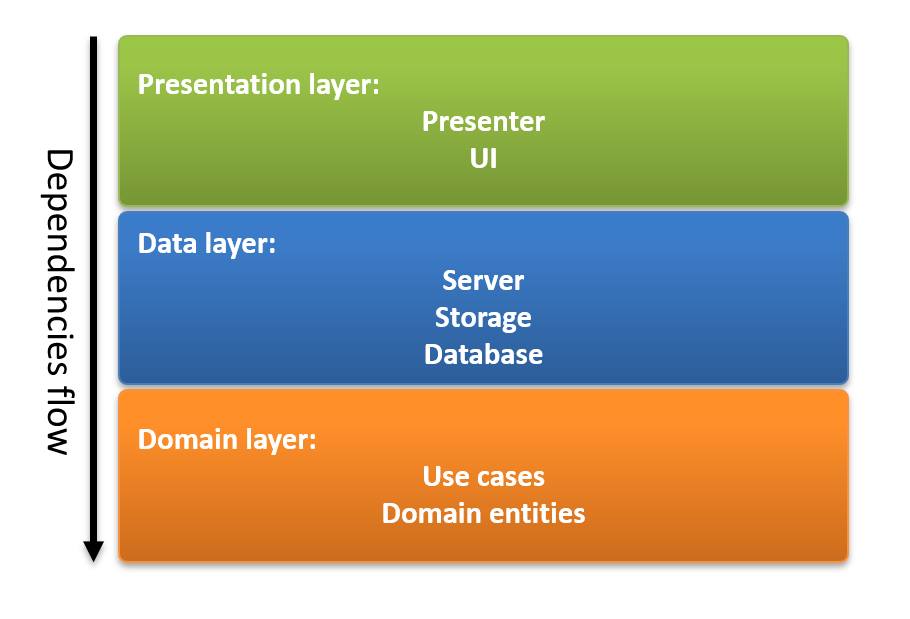 Dependencies flow
Presentation layer:
Presenter
UI
Data layer:
Server
Storage
Database
Domain layer:
Use cases
Domain entities